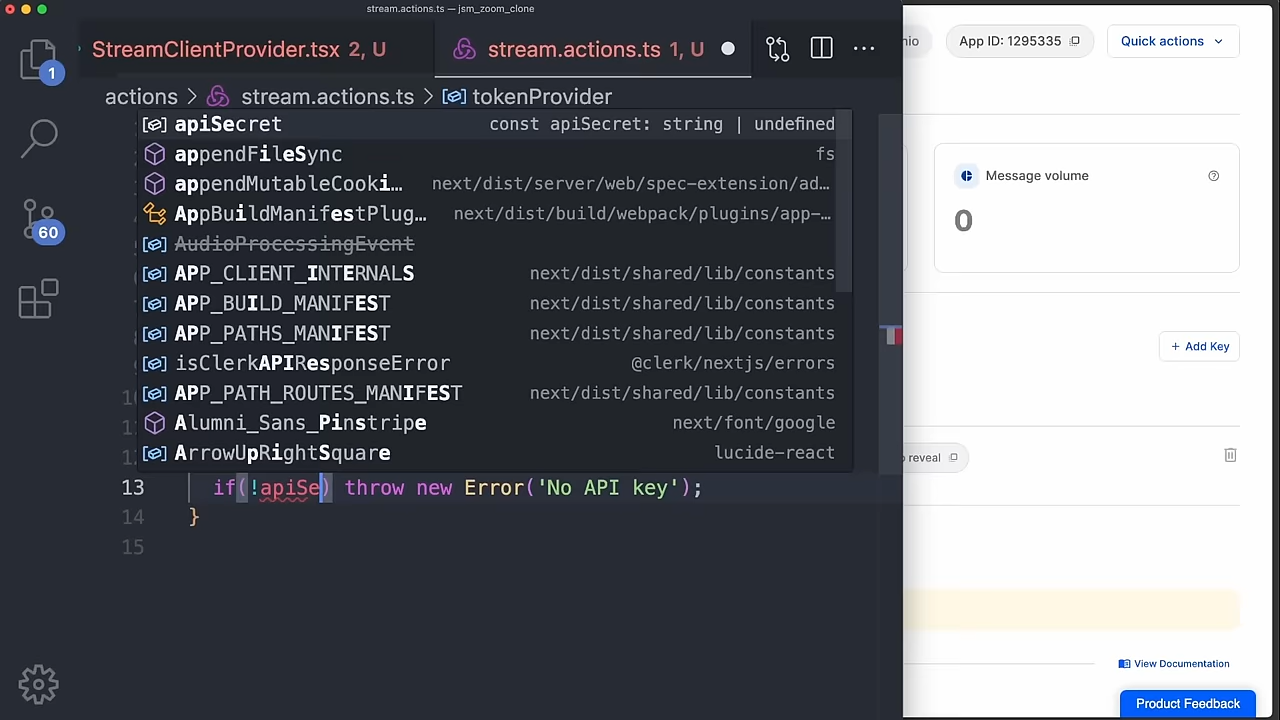 stream.actions.ts — jsm_zoom_clone
StreamClientProvider.tsx 2, U
stream.actions.ts 1, U
actions > stream.actions.ts > tokenProvider
1
60
apiSecret const apiSecret: string | undefined
appendFileSync fs
appendMutableCooki… next/dist/server/web/spec-extension/ad…
AppBuildManifestPlug… next/dist/build/webpack/plugins/app-…
AudioProcessingEvent
APP_CLIENT_INTERNALS next/dist/shared/lib/constants
APP_BUILD_MANIFEST next/dist/shared/lib/constants
APP_PATHS_MANIFEST next/dist/shared/lib/constants
isClerkAPIResponseError @clerk/nextjs/errors
APP_PATH_ROUTES_MANIFEST next/dist/shared/lib/constants
Alumni_Sans_Pinstripe next/font/google
ArrowUpRightSquare lucide-react
13 if(!apiSe) throw new Error('No API key');
14 }
15
App ID: 1295335
Quick actions
Message volume
0
+ Add Key
reveal
View Documentation
Product Feedback